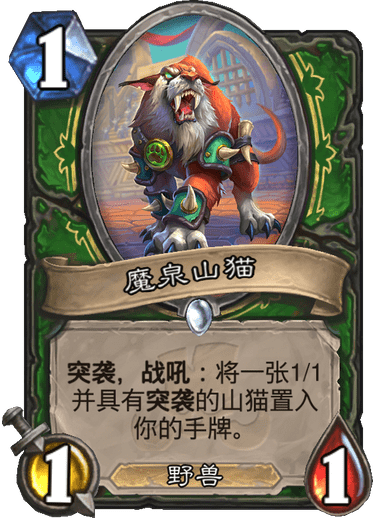 1
魔泉山猫
突袭，战吼：将一张1/1
并具有突袭的山猫置入
你的手牌。
野兽
1
1